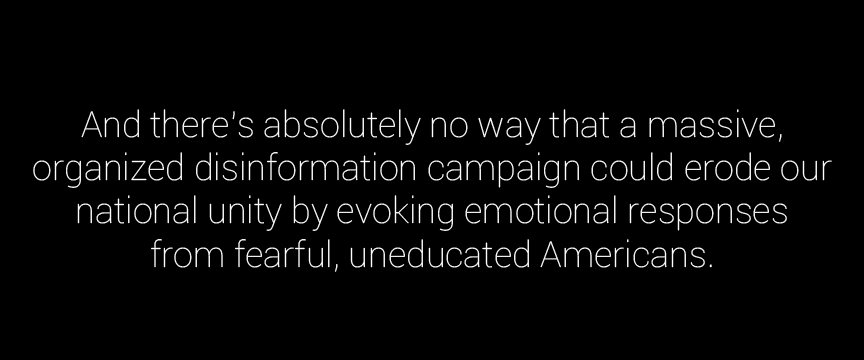 And there's absolutely no way that a massive,
organized disinformation campaign could erode our
national unity by evoking emotional responses
from fearful, uneducated Americans.